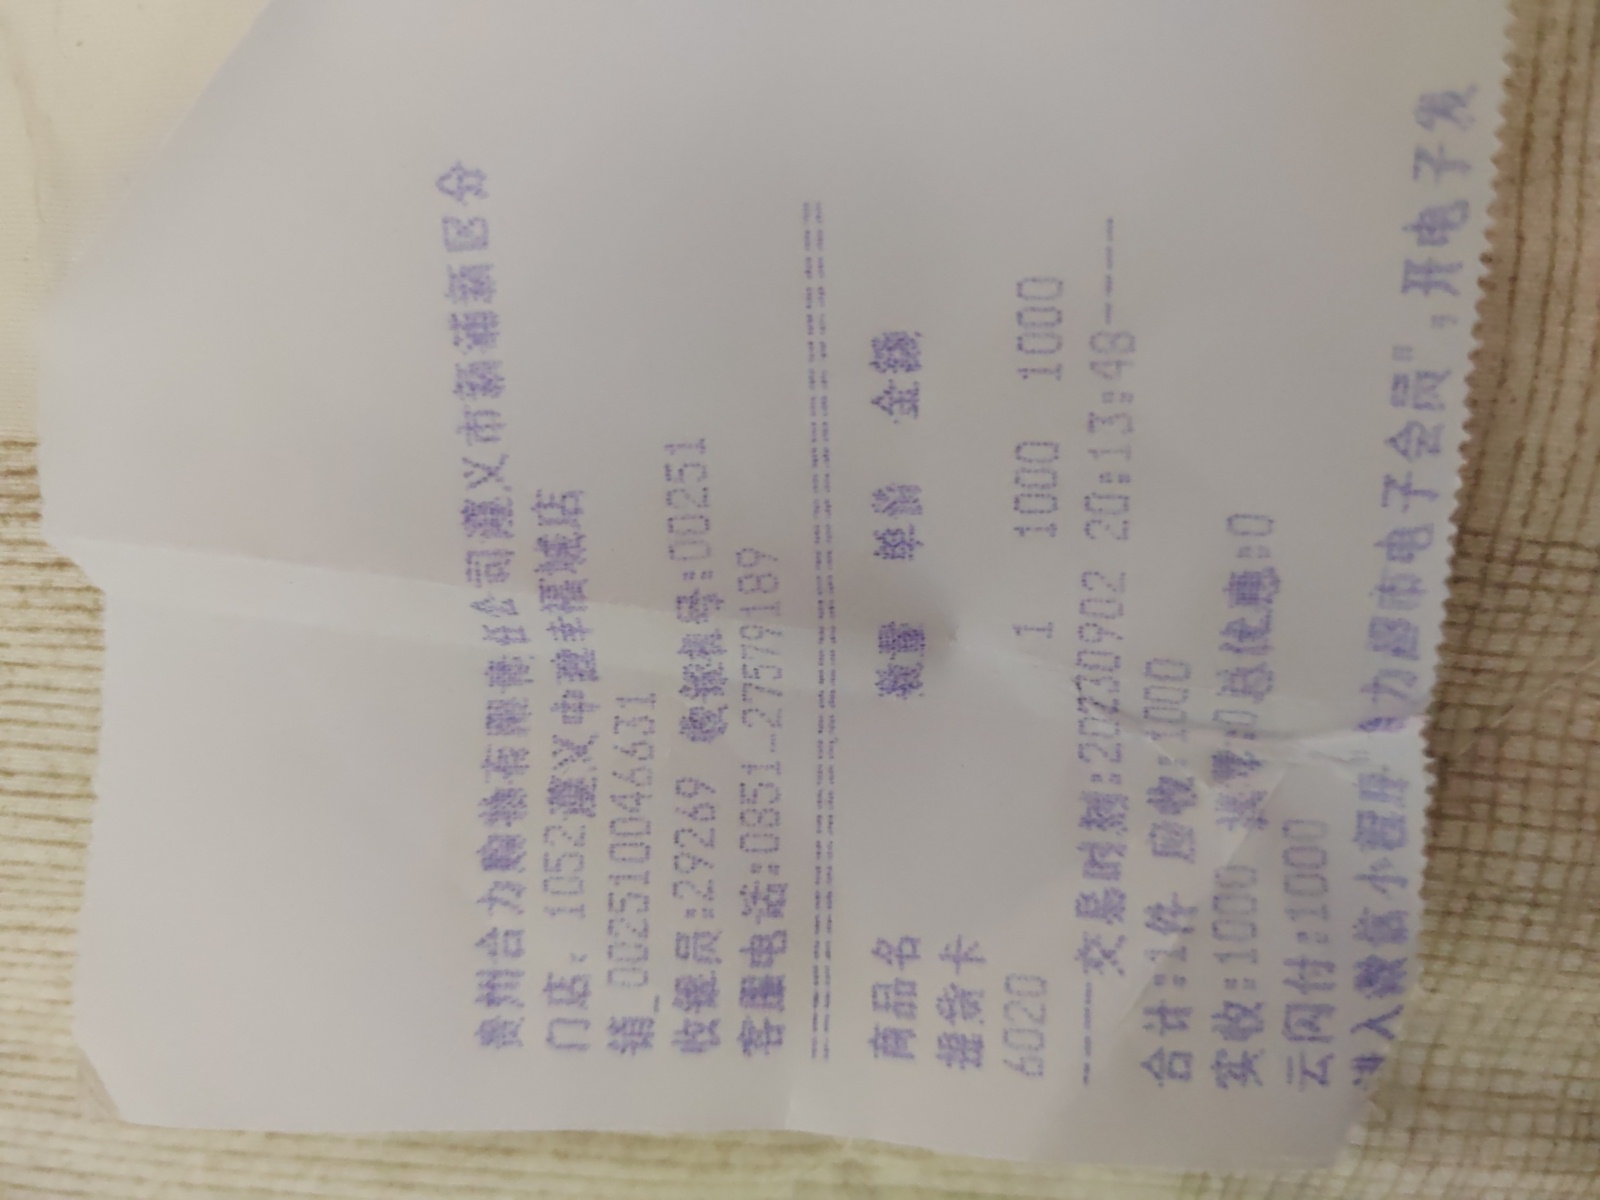 贵州合力购物有限责任公司遵义市新蒲新区分
门店: 1052遵义中建幸福城店
销_002510046631
收银员:29269 收银机号:00251
客服电话:0851-27579189
================================
商品名 数量 单价 金额
提货卡
6020 1 1000 1000
-----交易时刻:20230902 20:13:48-----
合计:1件 应收:1000
实收:1000 找零:0总优惠:0
云闪付:1000
进入微信小程序"合力超市电子会员",开电子发